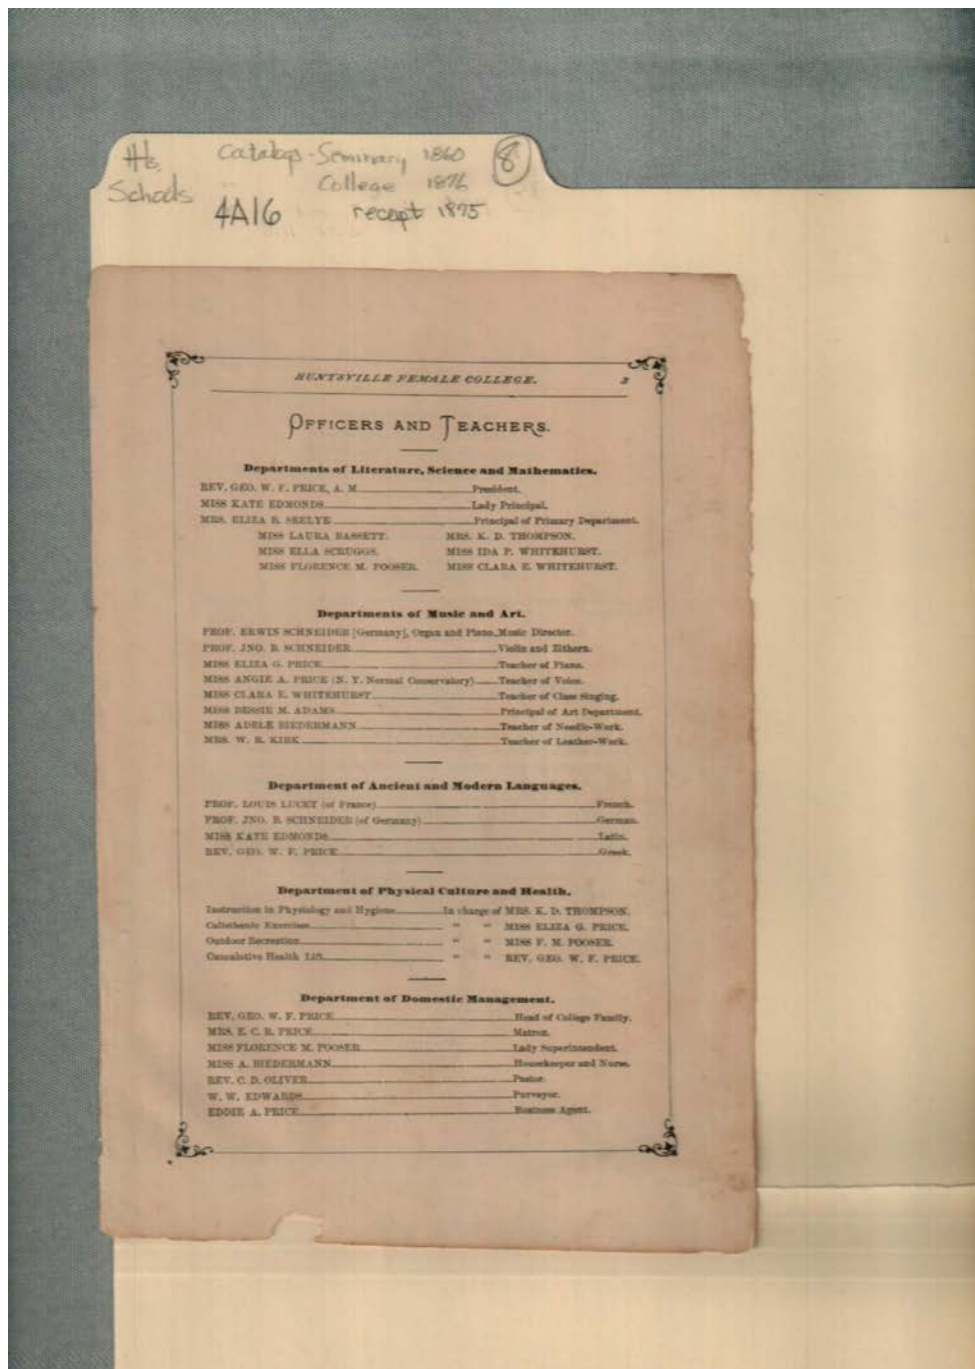 Hs. Catalogs - Seminary 1860 8
Schools College 1876
4A16 receipt 1875
HUNTSVILLE FEMALE COLLEGE. 3
OFFICERS AND TEACHERS.
Departments of Literature, Science and Mathematics.
REV. GEO. W. F. PRICE, A. M. President.
MISS KATE EDMONDS Lady Principal.
MRS. ELIZA B. SEELYE Principal of Primary Department.
MISS LAURA BASSETT. MRS. K. D. THOMPSON.
MISS ELLA SCRUGGS. MISS IDA P. WHITEHURST.
MISS FLORENCE M. POOSER. MISS CLARA E. WHITEHURST.
Departments of Music and Art.
PROF. ERWIN SCHNEIDER [Germany], Organ and Piano, Music Director.
PROF. JNO. B. SCHNEIDER Violin and Zithern.
MISS ELIZA G. PRICE Teacher of Piano.
MISS ANGIE A. PRICE (N. Y. Normal Conservatory) Teacher of Voice.
MISS CLARA E. WHITEHURST Teacher of Class Singing.
MISS BESSIE M. ADAMS Principal of Art Department.
MISS ADELE BIEDERMANN Teacher of Needle-Work.
MRS. W. R. KIRK Teacher of Leather-Work.
Department of Ancient and Modern Languages.
PROF. LOUIS LUCET (of France) French.
PROF. JNO. B. SCHNEIDER (of Germany) German.
MISS KATE EDMONDS Latin.
REV. GEO. W. F. PRICE Greek.
Department of Physical Culture and Health.
Instruction in Physiology and Hygiene In charge of MRS. K. D. THOMPSON.
Calisthenic Exercises " " MISS ELIZA G. PRICE.
Outdoor Recreation " " MISS F. M. POOSER.
Cumulative Health Lift " " REV. GEO. W. F. PRICE.
Department of Domestic Management.
REV. GEO. W. F. PRICE Head of College Family.
MRS. E. C. R. PRICE Matron.
MISS FLORENCE M. POOSER Lady Superintendent.
MISS A. BIEDERMANN Housekeeper and Nurse.
REV. C. D. OLIVER Pastor.
W. W. EDWARDS Purveyor.
EDDIE A. PRICE Business Agent.